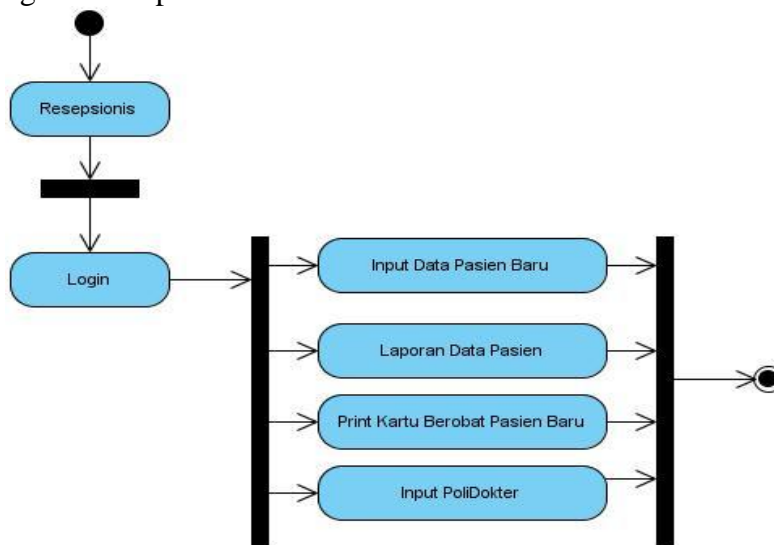 Resepsionis
Login
Input Data Pasien Baru
Laporan Data Pasien
Print Kartu Berobat Pasien Baru
Input PoliDokter